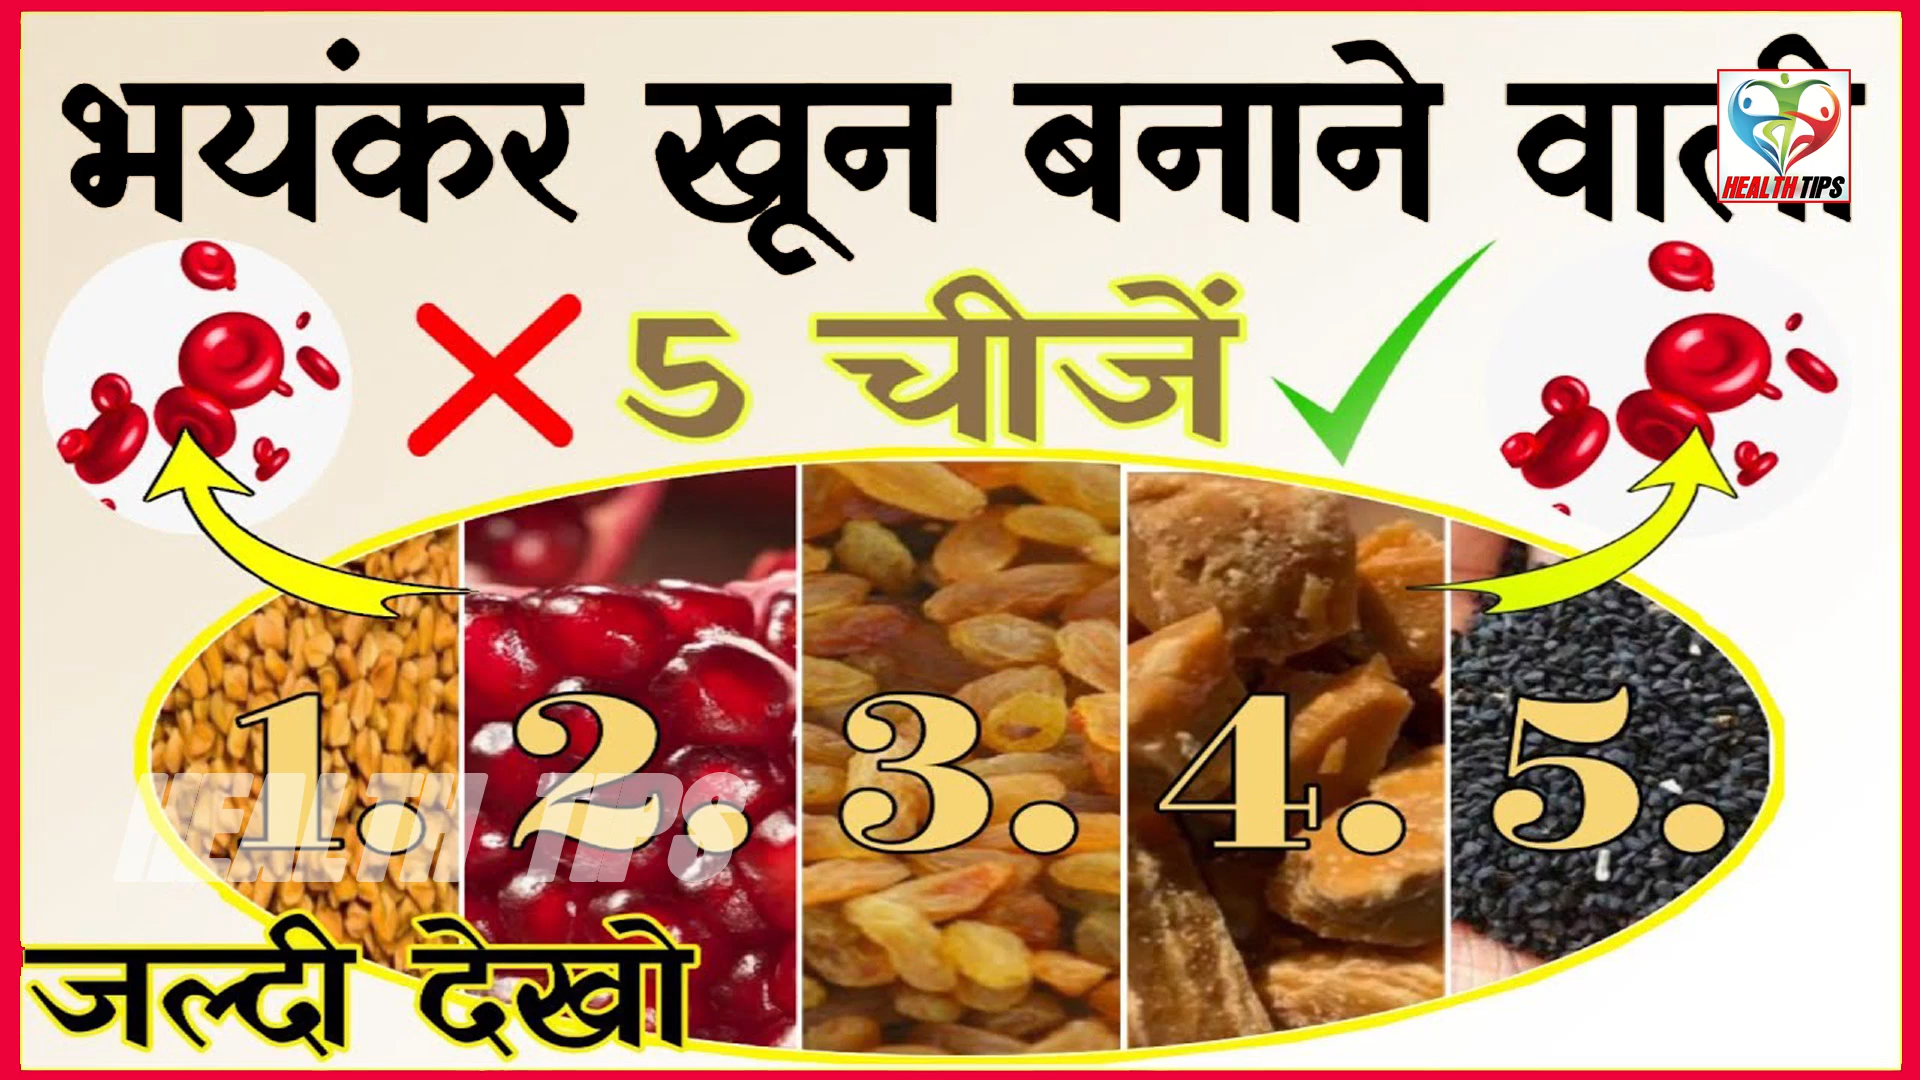 भयंकर खून बनाने वाली
HEALTH TIPS
5 चीजें
1. 2. 3. 4. 5.
HEALTH TIPS
जल्दी देखो